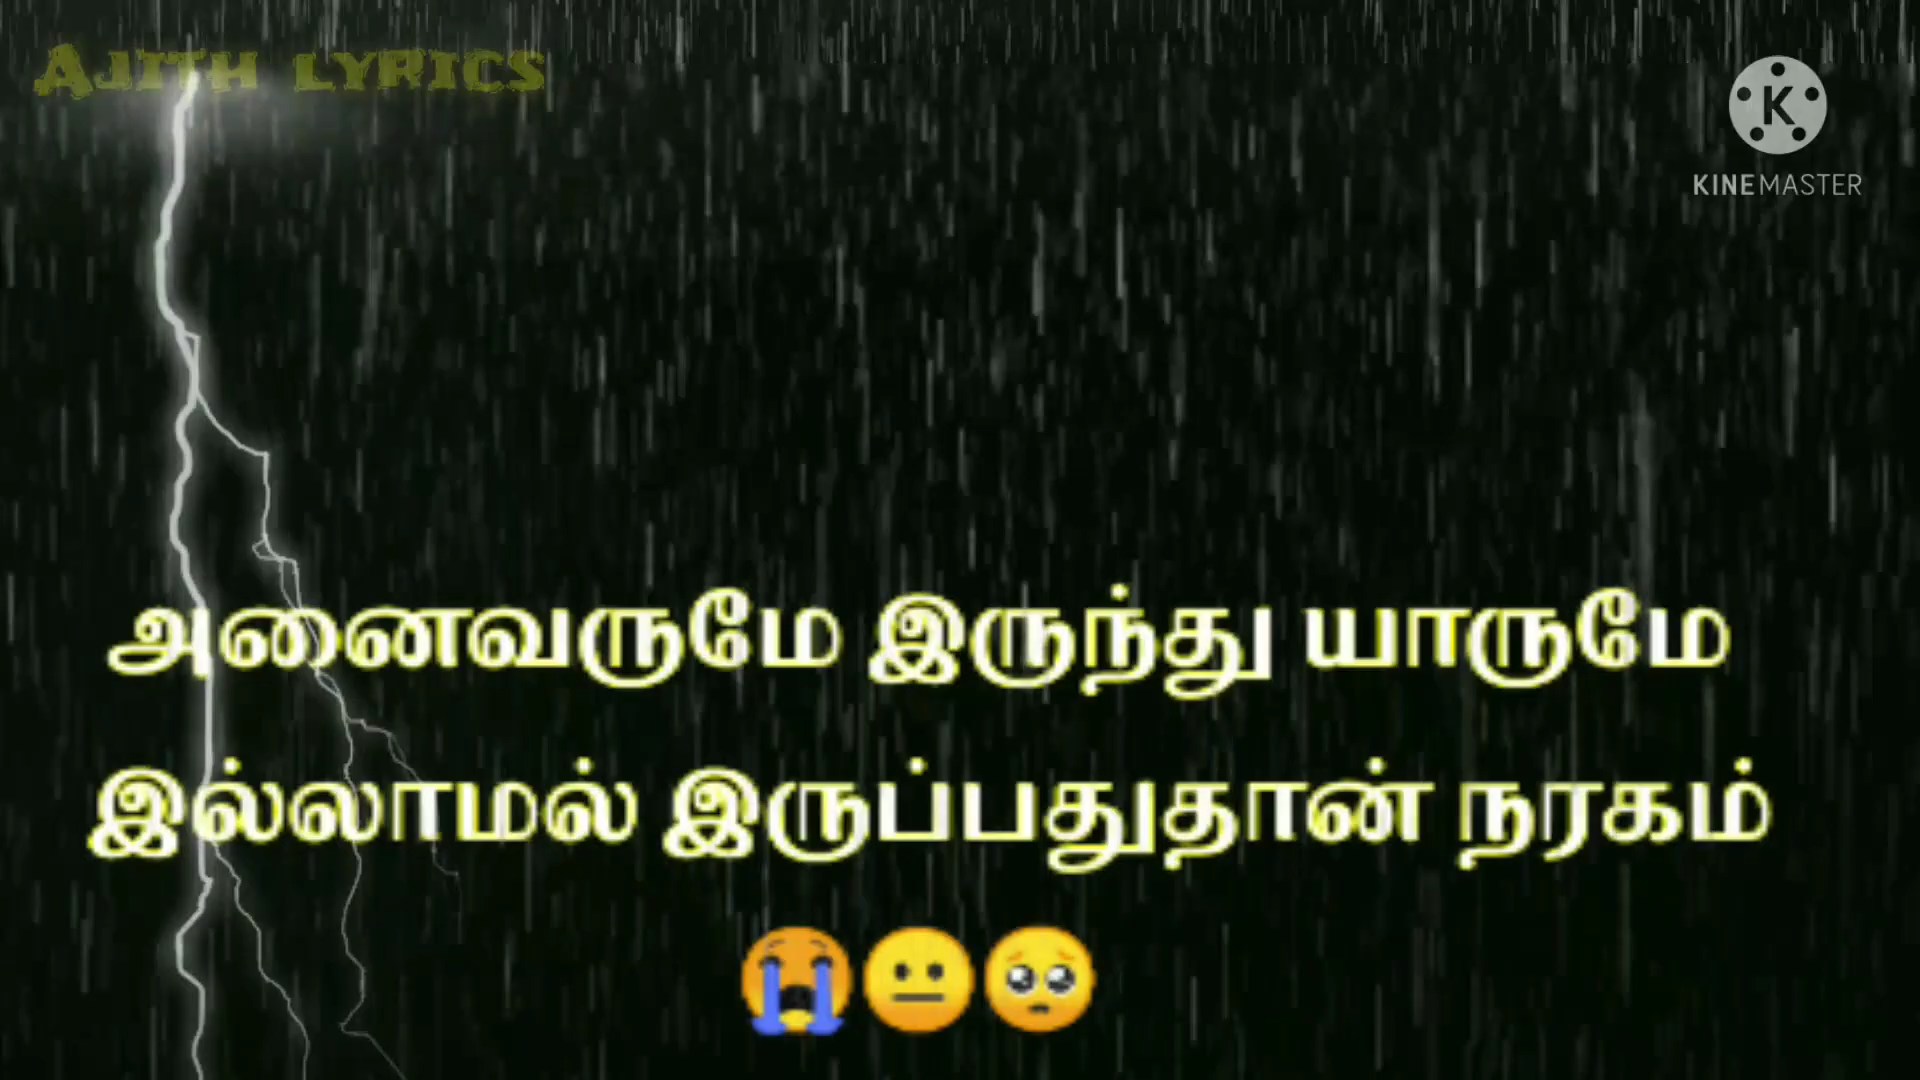 Ajith lyrics
K
KINEMASTER
அனைவருமே இருந்து யாருமே
இல்லாமல் இருப்பதுதான் நரகம்
😭😐🥺